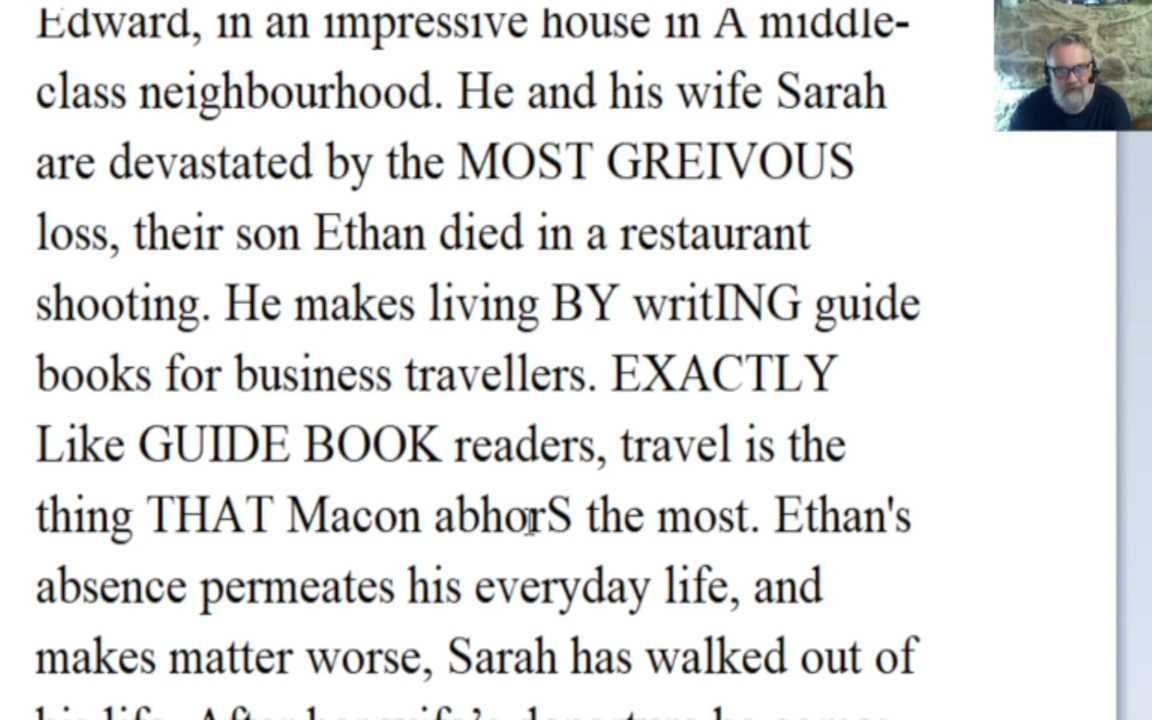 Edward, in an impressive house in A middle-
class neighbourhood. He and his wife Sarah
are devastated by the MOST GREIVOUS
loss, their son Ethan died in a restaurant
shooting. He makes living BY writING guide
books for business travellers. EXACTLY
Like GUIDE BOOK readers, travel is the
thing THAT Macon abhorS the most. Ethan's
absence permeates his everyday life, and
makes matter worse, Sarah has walked out of